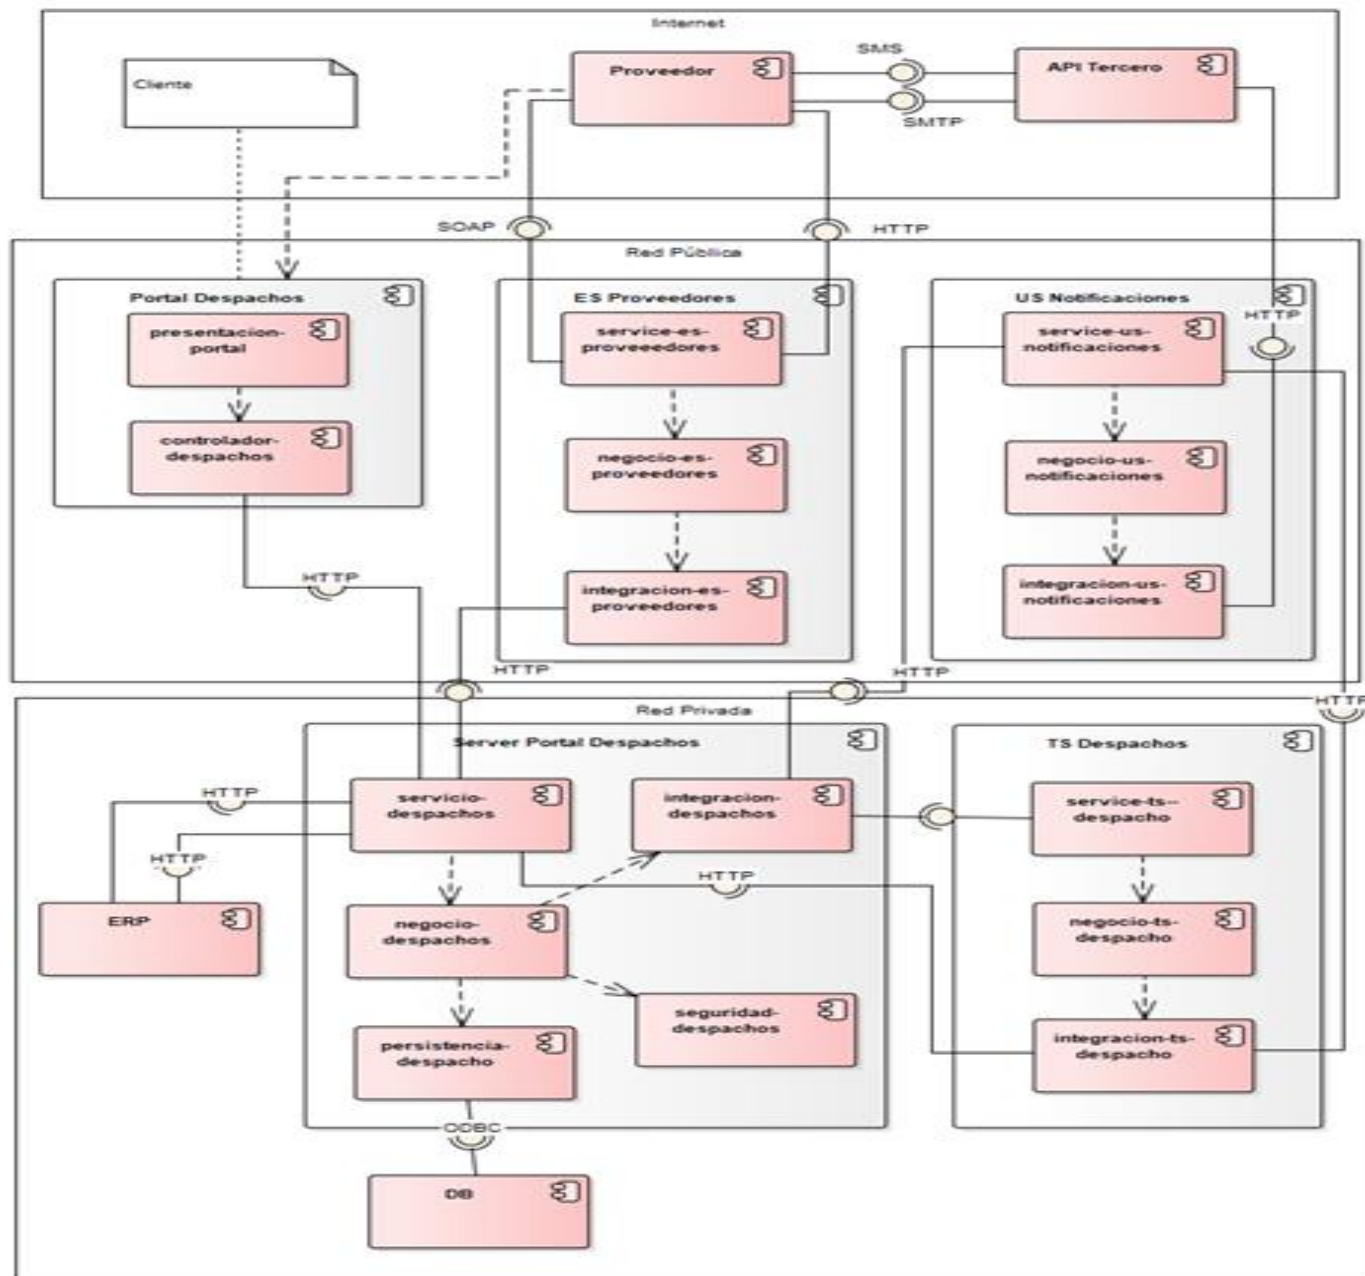 Internet
Cliente
Proveedor
SMS
API Tercero
SMTP
SOAP
HTTP
Red Pública
Portal Despachos
ES Proveedores
US Notificaciones
presentacion-
portal
service-es-
proveeedores
service-us-
notificaciones
HTTP
controlador-
despachos
negocio-es-
proveedores
negocio-us-
notificaciones
HTTP
integracion-es-
proveedores
integracion-us-
notificaciones
HTTP
HTTP
HTTP
Red Privada
Server Portal Despachos
TS Despachos
HTTP
servicio-
despachos
integracion-
despachos
service-ts--
despacho
HTTP
HTTP
ERP
negocio-
despachos
negocio-ts-
despacho
seguridad-
despachos
persistencia-
despacho
integracion-ts-
despacho
ODBC
DB